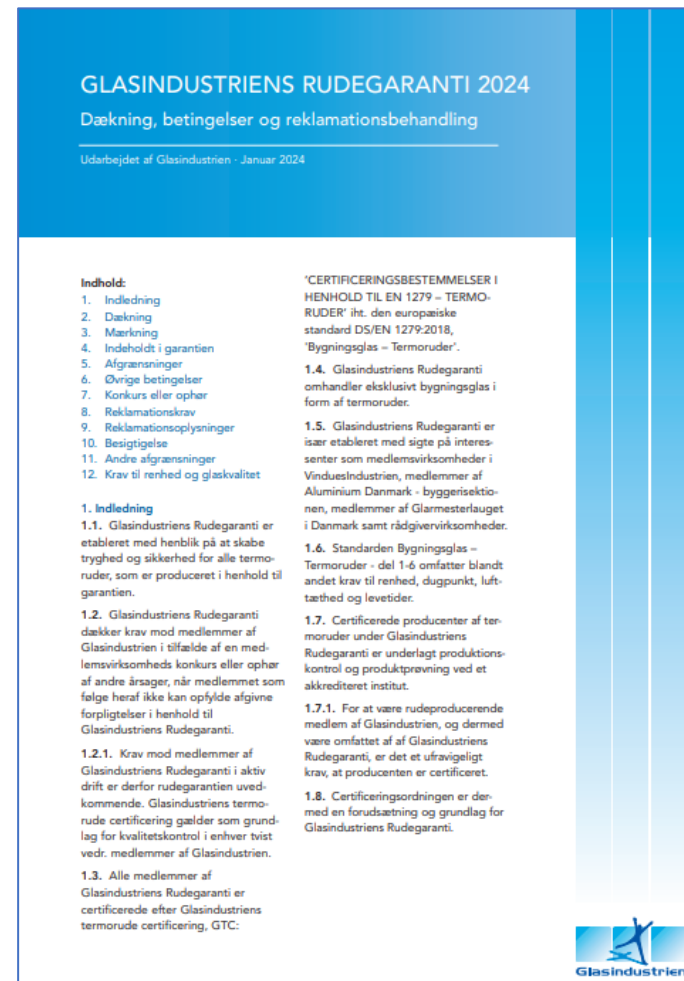 GLASINDUSTRIENS RUDEGARANTI 2024
Dækning, betingelser og reklamationsbehandling
Udarbejdet af Glasindustrien · Januar 2024
Indhold:
1. Indledning
2. Dækning
3. Mærkning
4. Indeholdt i garantien
5. Afgrænsninger
6. Øvrige betingelser
7. Konkurs eller ophør
8. Reklamationskrav
9. Reklamationsoplysninger
10. Besigtigelse
11. Andre afgrænsninger
12. Krav til renhed og glaskvalitet
1. Indledning
1.1. Glasindustriens Rudegaranti er
etableret med henblik på at skabe
tryghed og sikkerhed for alle termo-
ruder, som er produceret i henhold til
garantien.
1.2. Glasindustriens Rudegaranti
dækker krav mod medlemmer af
Glasindustrien i tilfælde af en med-
lemsvirksomheds konkurs eller ophør
af andre årsager, når medlemmet som
følge heraf ikke kan opfylde afgivne
forpligtelser i henhold til
Glasindustriens Rudegaranti.
1.2.1. Krav mod medlemmer af
Glasindustriens Rudegaranti i aktiv
drift er derfor rudegarantien uved-
kommende. Glasindustriens termo-
rude certificering gælder som grund-
lag for kvalitetskontrol i enhver tvist
vedr. medlemmer af Glasindustrien.
1.3. Alle medlemmer af
Glasindustriens Rudegaranti er
certificerede efter Glasindustriens
termorude certificering, GTC:
'CERTIFICERINGSBESTEMMELSER I
HENHOLD TIL EN 1279 – TERMO-
RUDER' iht. den europæiske
standard DS/EN 1279:2018,
'Bygningsglas – Termoruder'.
1.4. Glasindustriens Rudegaranti
omhandler eksklusivt bygningsglas i
form af termoruder.
1.5. Glasindustriens Rudegaranti er
især etableret med sigte på interes-
senter som medlemsvirksomheder i
VinduesIndustrien, medlemmer af
Aluminium Danmark - byggerisektio-
nen, medlemmer af Glarmesterlauget
i Danmark samt rådgivervirksomheder.
1.6. Standarden Bygningsglas –
Termoruder - del 1-6 omfatter blandt
andet krav til renhed, dugpunkt, luft-
tæthed og levetider.
1.7. Certificerede producenter af ter-
moruder under Glasindustriens
Rudegaranti er underlagt produktions-
kontrol og produktprøvning ved et
akkrediteret institut.
1.7.1. For at være rudeproducerende
medlem af Glasindustrien, og dermed
være omfattet af af Glasindustriens
Rudegaranti, er det et ufravigeligt
krav, at producenten er certificeret.
1.8. Certificeringsordningen er der-
med en forudsætning og grundlag for
Glasindustriens Rudegaranti.
Glasindustrien